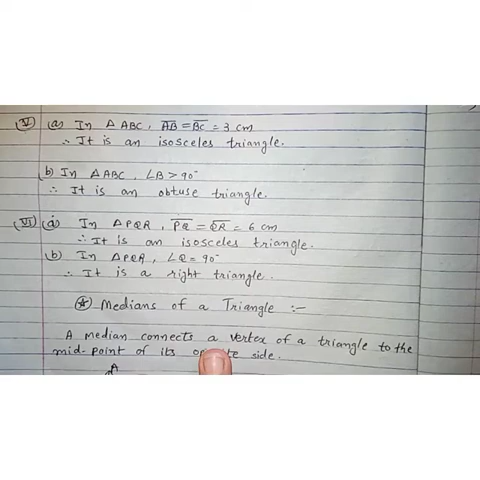 (V) (a) In △ ABC, AB = BC = 3 cm
∴ It is an isosceles triangle.
(b) In △ABC, ∠B > 90°
∴ It is an obtuse triangle.
(VI) (a) In △PQR, PQ = QR = 6 cm
∴ It is an isosceles triangle.
(b) In △PQR, ∠Q = 90°
∴ It is a right triangle.
⊛ Medians of a Triangle :-
A median connects a vertex of a triangle to the
mid-point of its side.
A